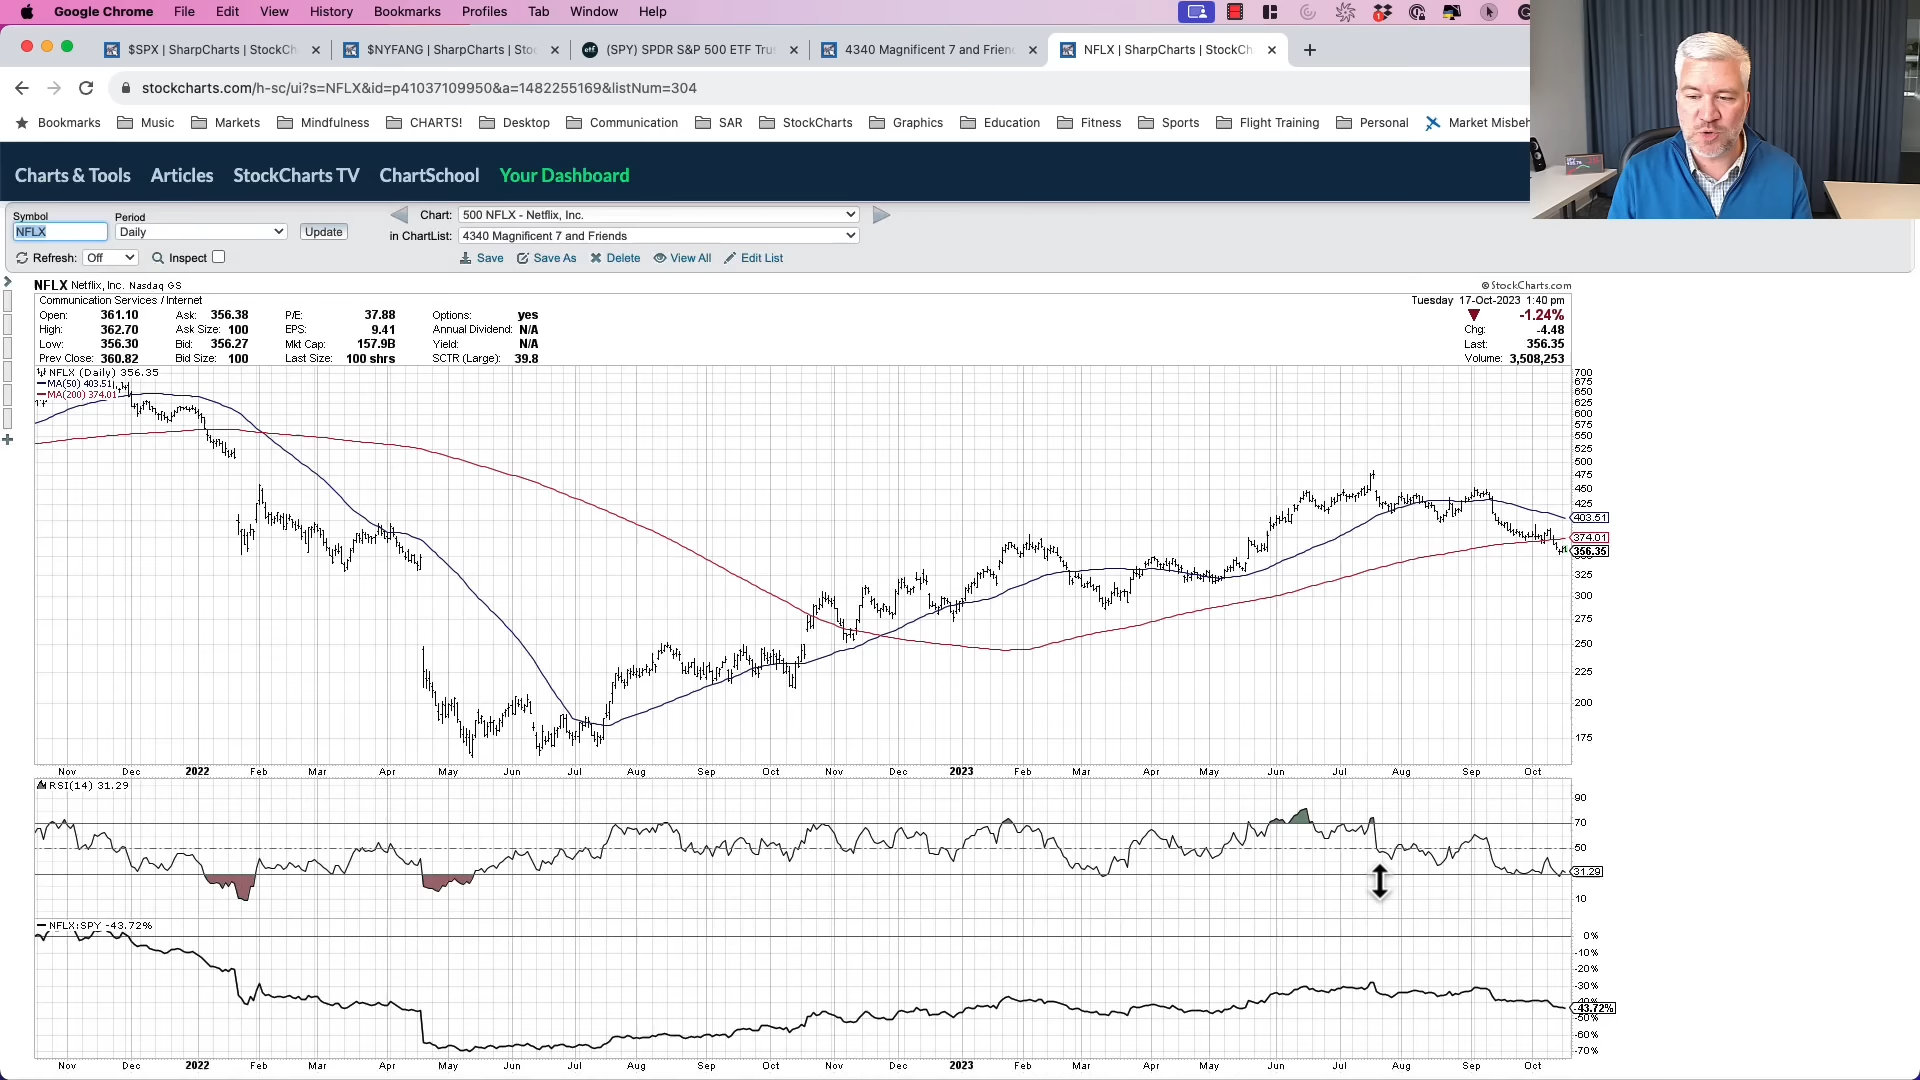 Google Chrome File Edit View History Bookmarks Profiles Tab Window Help
$SPX | SharpCharts | StockCh
$NYFANG | SharpCharts | Sto
(SPY) SPDR S&P 500 ETF Tru
4340 Magnificent 7 and Frien
NFLX | SharpCharts | StockCh
stockcharts.com/h-sc/ui?s=NFLX&id=p41037109950&a=1482255169&listNum=304
Bookmarks Music Markets Mindfulness CHARTS! Desktop Communication SAR StockCharts Graphics Education Fitness Sports Flight Training Personal Market Misbeh
Charts & Tools Articles StockCharts TV ChartSchool Your Dashboard
Symbol Period
NFLX Daily Update
Chart: 500 NFLX - Netflix, Inc.
in ChartList: 4340 Magnificent 7 and Friends
Refresh: Off Inspect
Save Save As Delete View All Edit List
NFLX Netflix, Inc. Nasdaq GS
© StockCharts.com
Communication Services / Internet
Tuesday 17-Oct-2023 1:40 pm
Open: 361.10 Ask: 356.38 P/E: 37.88 Options: yes
-1.24%
High: 362.70 Ask Size: 100 EPS: 9.41 Annual Dividend: N/A
Chg: -4.48
Low: 356.30 Bid: 356.27 Mkt Cap: 157.9B Yield: N/A
Last: 356.35
Prev Close: 360.82 Bid Size: 100 Last Size: 100 shrs SCTR (Large): 39.8
Volume: 3,508,253
NFLX (Daily) 356.35
MA(50) 403.51
MA(200) 374.01
700
675
650
625
600
575
550
525
500
475
450
425
403.51
374.01
356.35
325
300
275
250
225
200
175
Nov Dec 2022 Feb Mar Apr May Jun Jul Aug Sep Oct Nov Dec 2023 Feb Mar Apr May Jun Jul Aug Sep Oct
RSI(14) 31.29
90
70
50
31.29
10
NFLX:SPY -43.72%
0%
-10%
-20%
-30%
-43.72%
-50%
-60%
-70%
Nov Dec 2022 Feb Mar Apr May Jun Jul Aug Sep Oct Nov Dec 2023 Feb Mar Apr May Jun Jul Aug Sep Oct